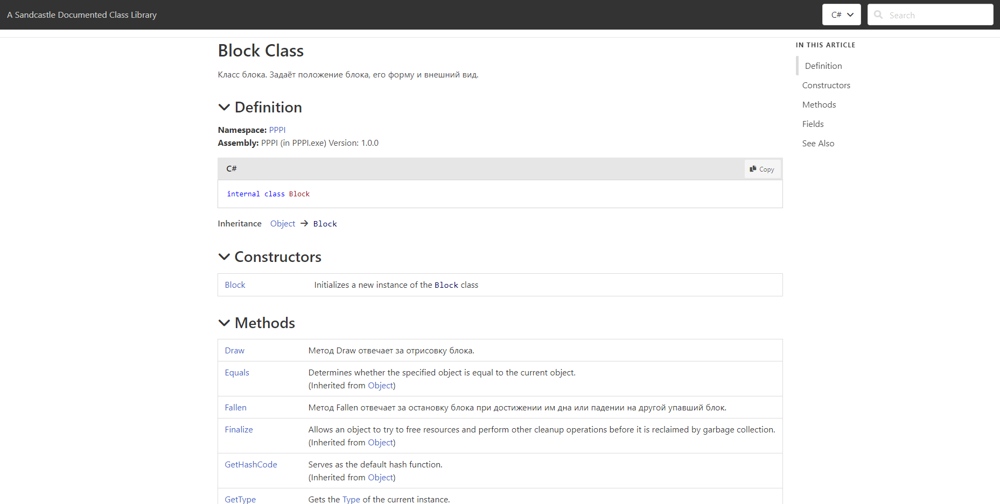 A Sandcastle Documented Class Library
C#
Search
Block Class
Класс блока. Задаёт положение блока, его форму и внешний вид.
Definition
Namespace: PPPI
Assembly: PPPI (in PPPI.exe) Version: 1.0.0
C#
Copy
internal class Block
Inheritance Object → Block
Constructors
Block Initializes a new instance of the Block class
Methods
Draw Метод Draw отвечает за отрисовку блока.
Equals Determines whether the specified object is equal to the current object.
(Inherited from Object)
Fallen Метод Fallen отвечает за остановку блока при достижении им дна или падении на другой упавший блок.
Finalize Allows an object to try to free resources and perform other cleanup operations before it is reclaimed by garbage collection.
(Inherited from Object)
GetHashCode Serves as the default hash function.
(Inherited from Object)
GetType Gets the Type of the current instance.
IN THIS ARTICLE
Definition
Constructors
Methods
Fields
See Also